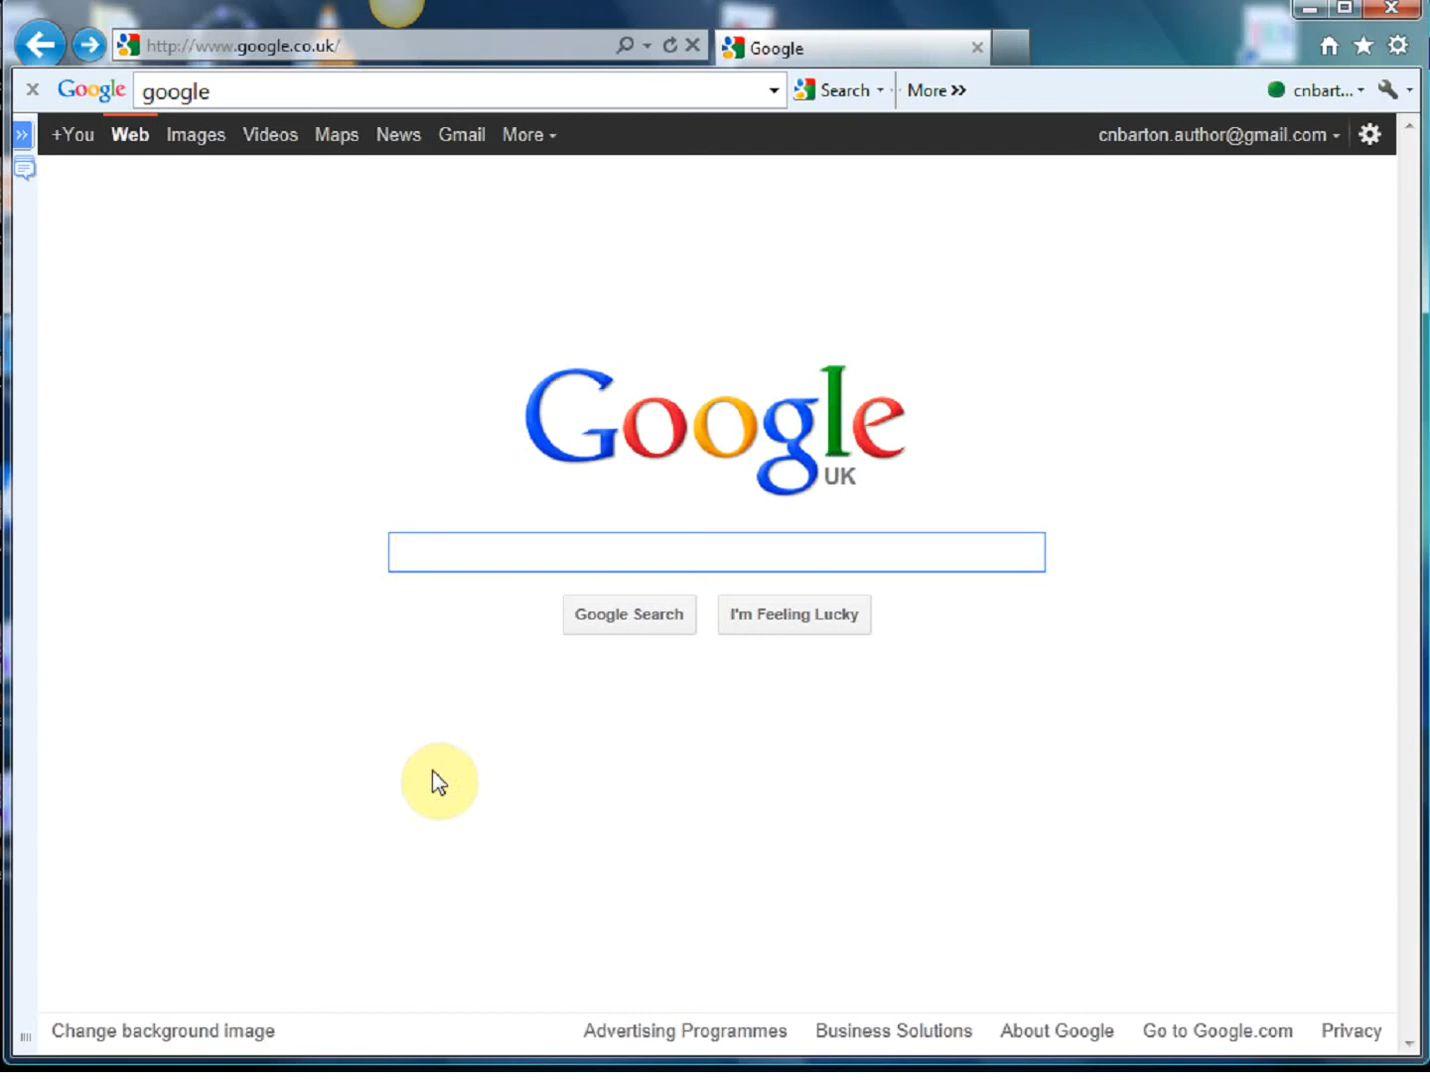 http://www.google.co.uk/
Google
Google google Search More »
cnbart...
+You Web Images Videos Maps News Gmail More
cnbarton.author@gmail.com
Google
UK
Google Search I'm Feeling Lucky
Change background image Advertising Programmes Business Solutions About Google Go to Google.com Privacy